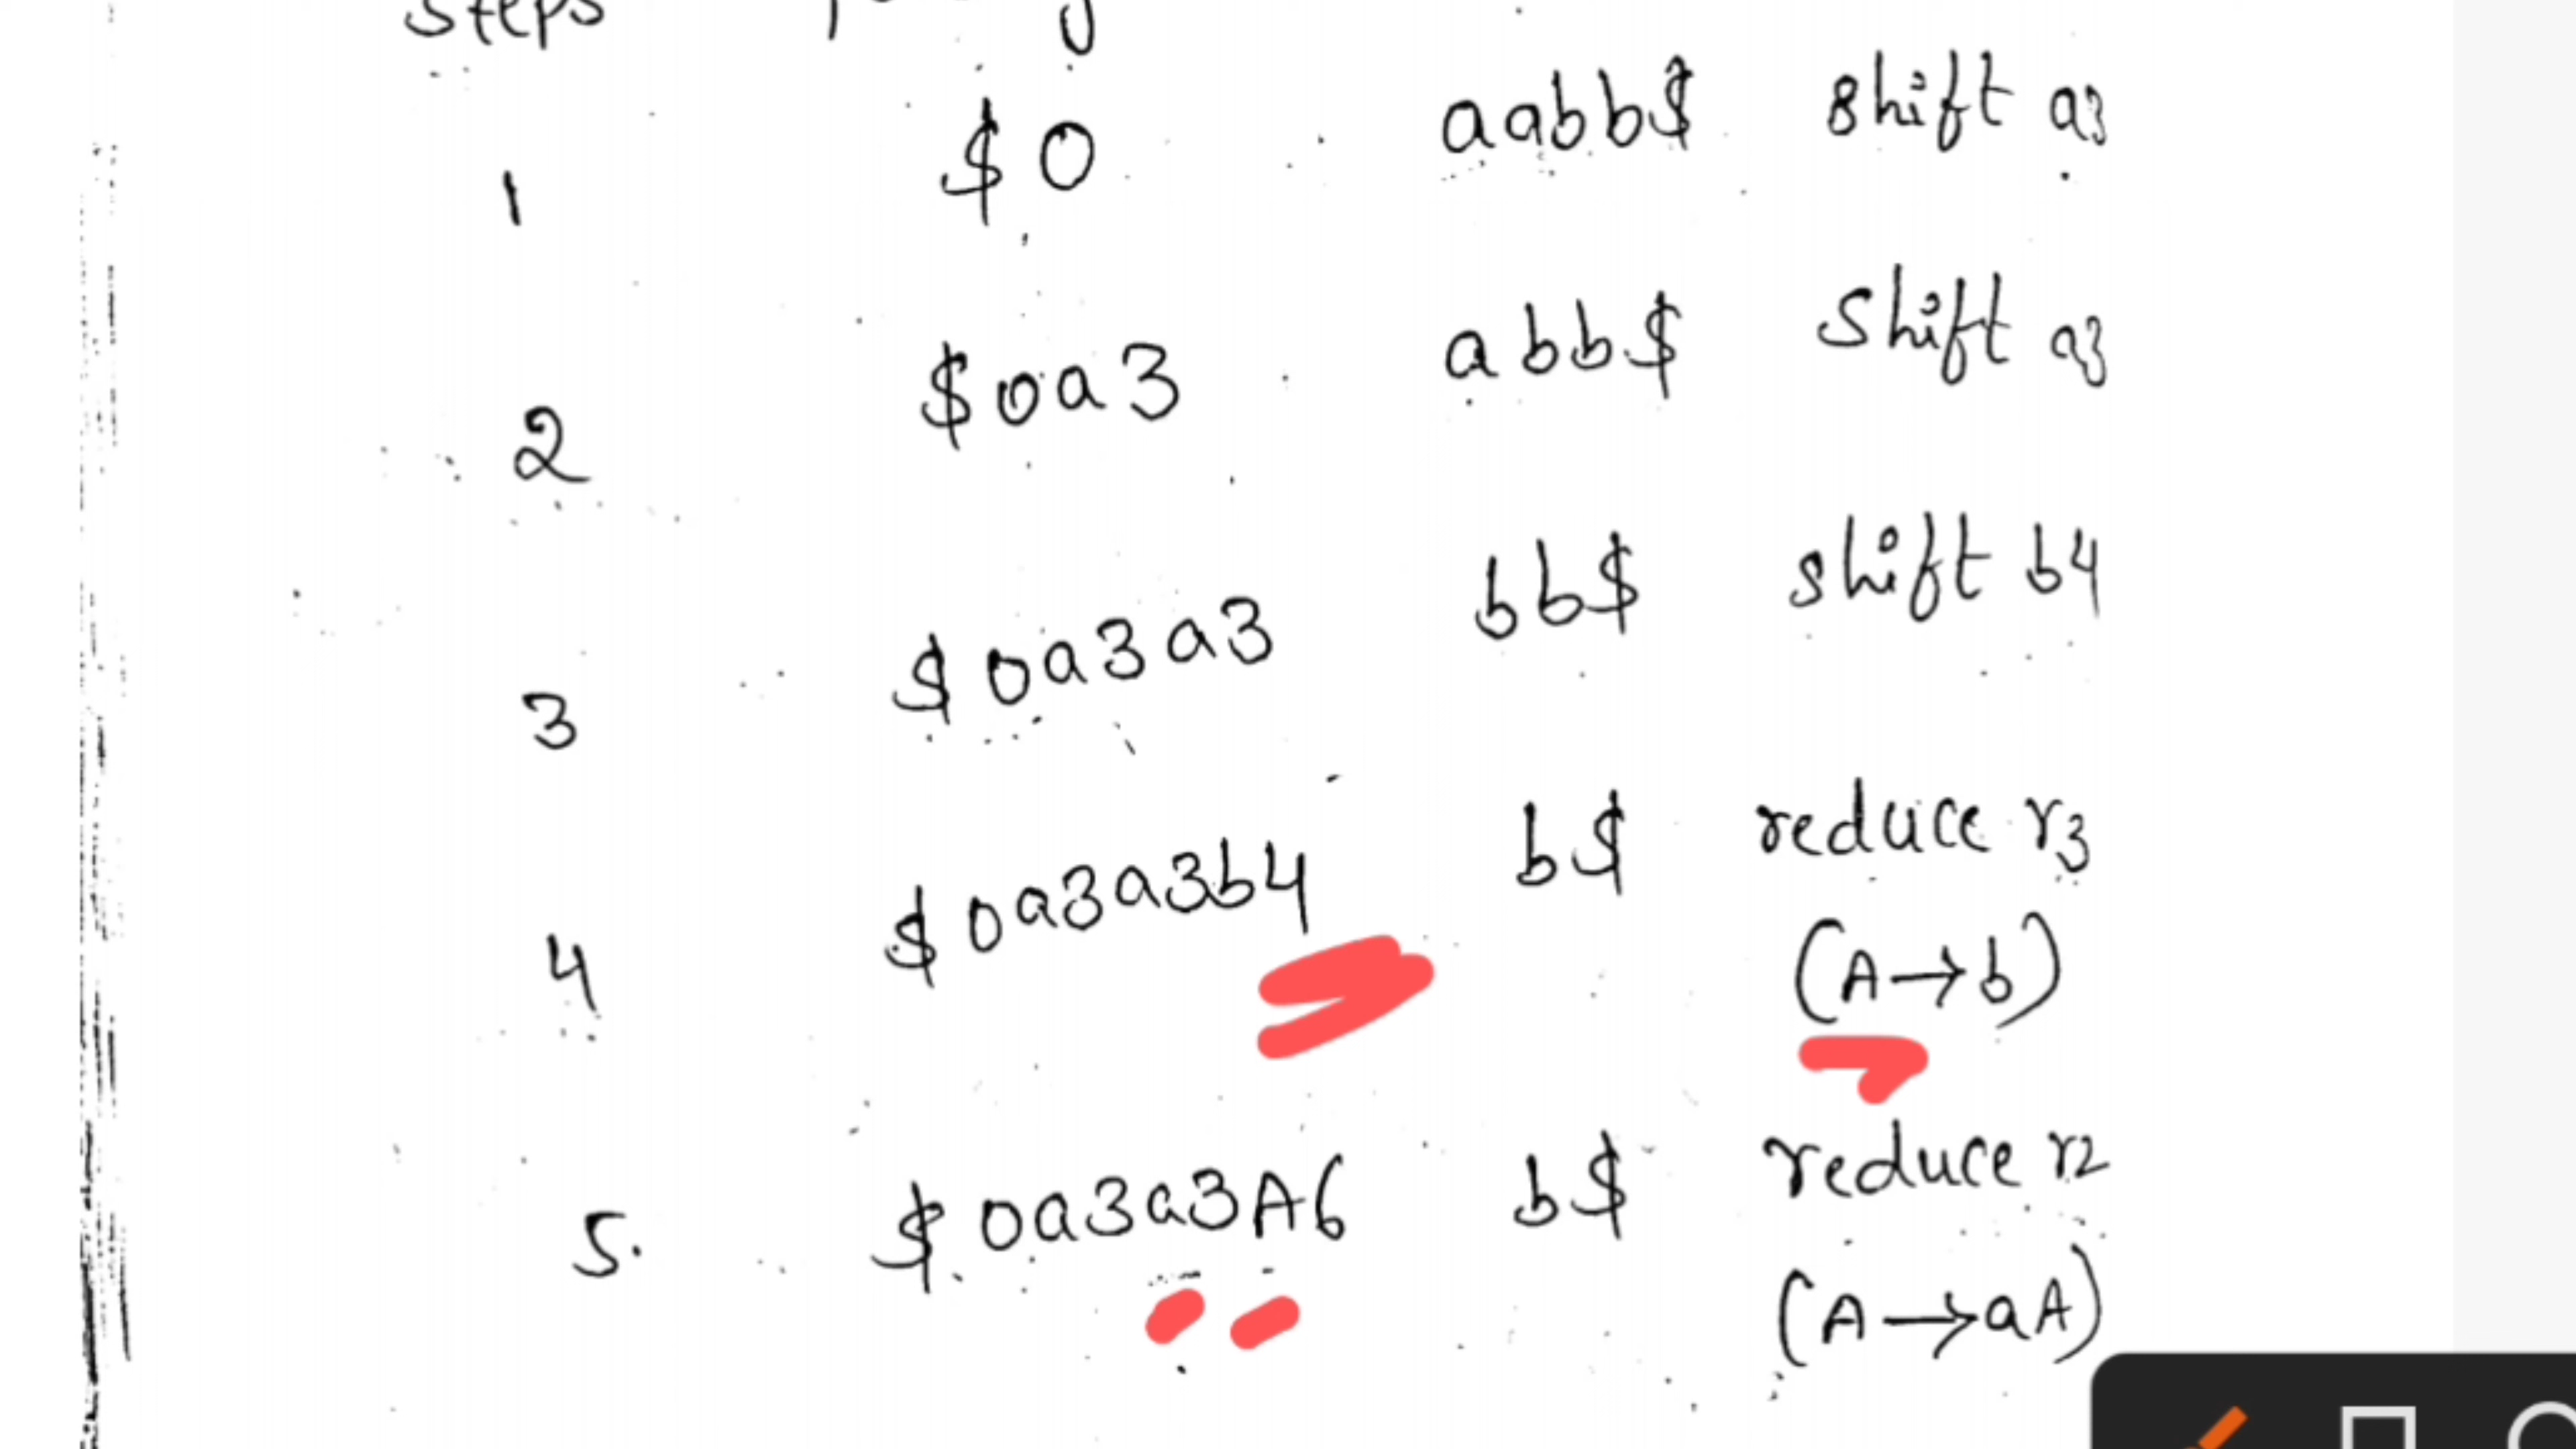 steps
1 $0 aabb$ shift a3
2 $0a3 abb$ shift a3
3 $0a3a3 bb$ shift b4
4 $0a3a3b4 b$ reduce r3
(A→b)
5. $0a3a3A6 b$ reduce r2
(A→aA)